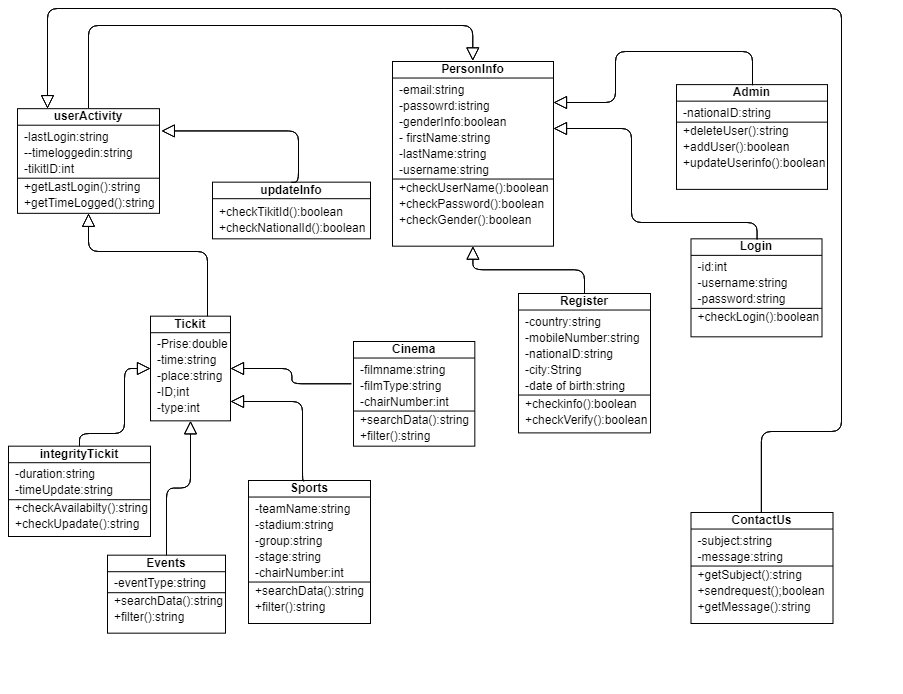 PersonInfo
-email:string
-passowrd:istring
-genderInfo:boolean
- firstName:string
-lastName:string
-username:string
+checkUserName():boolean
+checkPassword():boolean
+checkGender():boolean
Admin
-nationalD:string
+deleteUser():string
+addUser():boolean
+updateUserinfo():boolean
userActivity
-lastLogin:string
--timeloggedin:string
-tikitID:int
+getLastLogin():string
+getTimeLogged():string
updateInfo
+checkTikitId():boolean
+checkNationalId():boolean
Login
-id:int
-username:string
-password:string
+checkLogin():boolean
Register
-country:string
-mobileNumber:string
-nationalD:string
-city:String
-date of birth:string
+checkinfo():boolean
+checkVerify():boolean
Tickit
-Prise:double
-time:string
-place:string
-ID;int
-type:int
Cinema
-filmname:string
-filmType:string
-chairNumber:int
+searchData():string
+filter():string
integrityTickit
-duration:string
-timeUpdate:string
+checkAvailabilty():string
+checkUpadate():string
Sports
-teamName:string
-stadium:string
-group:string
-stage:string
-chairNumber:int
+searchData():string
+filter():string
ContactUs
-subject:string
-message:string
+getSubject():string
+sendrequest();boolean
+getMessage():string
Events
-eventType:string
+searchData():string
+filter():string